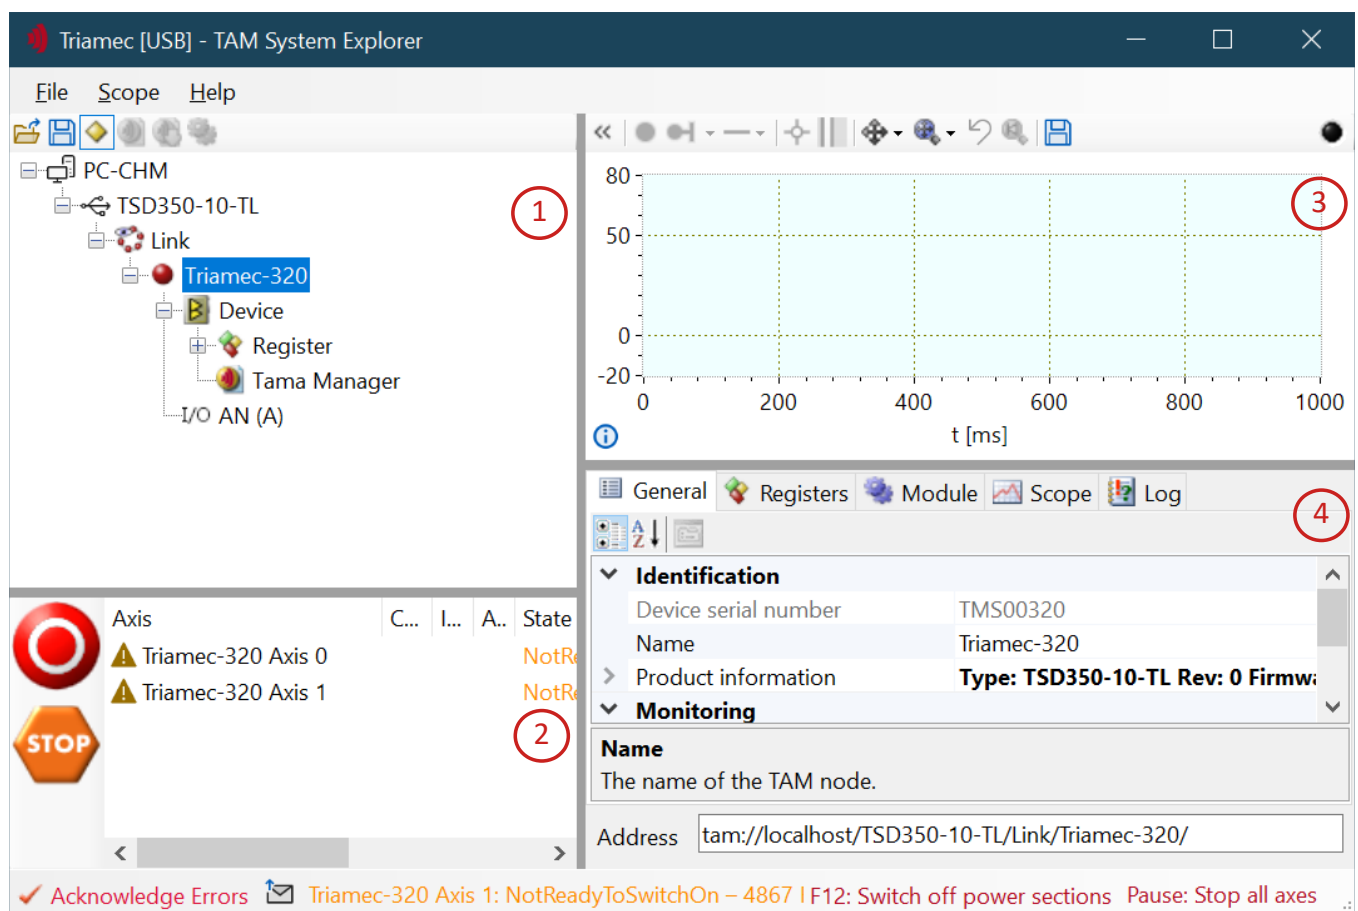 Triamec [USB] - TAM System Explorer
File Scope Help
PC-CHM
TSD350-10-TL
Link
Triamec-320
Device
Register
Tama Manager
I/O AN (A)
1
80
50
0
-20
0 200 400 600 800 1000
t [ms]
3
Axis C... I... A.. State
Triamec-320 Axis 0 NotRe
Triamec-320 Axis 1 NotRe
STOP
2
General Registers Module Scope Log
4
A
Z
Identification
Device serial number TMS00320
Name Triamec-320
Product information Type: TSD350-10-TL Rev: 0 Firmwa
Monitoring
Name
The name of the TAM node.
Address tam://localhost/TSD350-10-TL/Link/Triamec-320/
Acknowledge Errors Triamec-320 Axis 1: NotReadyToSwitchOn – 4867 I F12: Switch off power sections Pause: Stop all axes